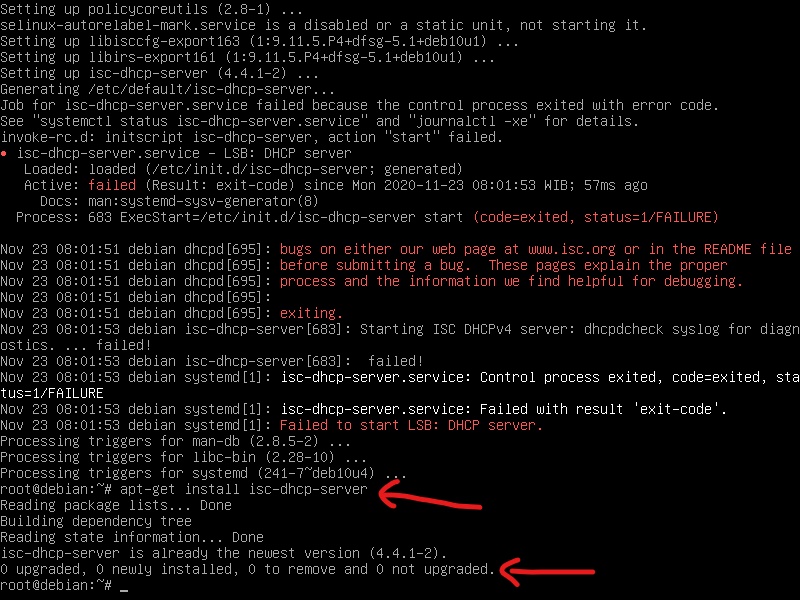 Setting up policycoreutils (2.8-1) ...
selinux-autorelabel-mark.service is a disabled or a static unit, not starting it.
Setting up libisccfg-export163 (1:9.11.5.P4+dfsg-5.1+deb10u1) ...
Setting up libirs-export161 (1:9.11.5.P4+dfsg-5.1+deb10u1) ...
Setting up isc-dhcp-server (4.4.1-2) ...
Generating /etc/default/isc-dhcp-server...
Job for isc-dhcp-server.service failed because the control process exited with error code.
See "systemctl status isc-dhcp-server.service" and "journalctl -xe" for details.
invoke-rc.d: initscript isc-dhcp-server, action "start" failed.
● isc-dhcp-server.service - LSB: DHCP server
   Loaded: loaded (/etc/init.d/isc-dhcp-server; generated)
   Active: failed (Result: exit-code) since Mon 2020-11-23 08:01:53 WIB; 57ms ago
     Docs: man:systemd-sysv-generator(8)
  Process: 683 ExecStart=/etc/init.d/isc-dhcp-server start (code=exited, status=1/FAILURE)
Nov 23 08:01:51 debian dhcpd[695]: bugs on either our web page at www.isc.org or in the README file
Nov 23 08:01:51 debian dhcpd[695]: before submitting a bug.  These pages explain the proper
Nov 23 08:01:51 debian dhcpd[695]: process and the information we find helpful for debugging.
Nov 23 08:01:51 debian dhcpd[695]:
Nov 23 08:01:51 debian dhcpd[695]: exiting.
Nov 23 08:01:53 debian isc-dhcp-server[683]: Starting ISC DHCPv4 server: dhcpdcheck syslog for diagn
ostics. ... failed!
Nov 23 08:01:53 debian isc-dhcp-server[683]:  failed!
Nov 23 08:01:53 debian systemd[1]: isc-dhcp-server.service: Control process exited, code=exited, sta
tus=1/FAILURE
Nov 23 08:01:53 debian systemd[1]: isc-dhcp-server.service: Failed with result 'exit-code'.
Nov 23 08:01:53 debian systemd[1]: Failed to start LSB: DHCP server.
Processing triggers for man-db (2.8.5-2) ...
Processing triggers for libc-bin (2.28-10) ...
Processing triggers for systemd (241-7~deb10u4) ...
root@debian:~# apt-get install isc-dhcp-server
Reading package lists... Done
Building dependency tree
Reading state information... Done
isc-dhcp-server is already the newest version (4.4.1-2).
0 upgraded, 0 newly installed, 0 to remove and 0 not upgraded.
root@debian:~# _